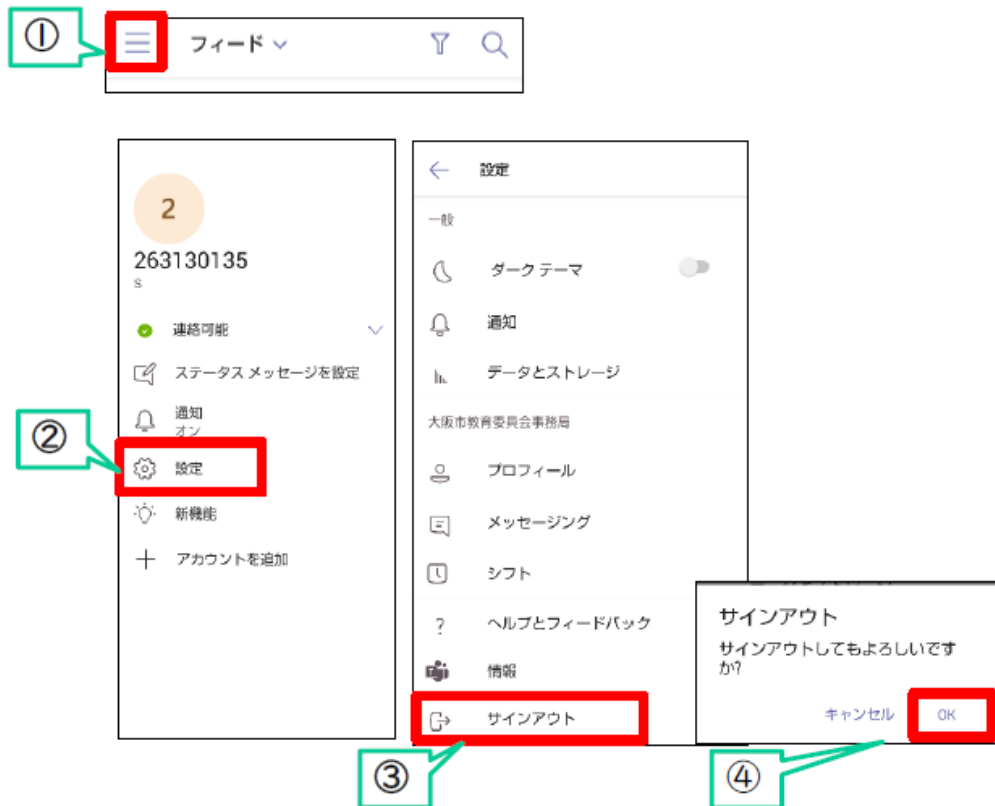 ①
フィード
2
263130135
s
連絡可能
ステータス メッセージを設定
通知
オン
②
設定
新機能
アカウントを追加
設定
一般
ダーク テーマ
通知
データとストレージ
大阪市教育委員会事務局
プロフィール
メッセージング
シフト
?
ヘルプとフィードバック
情報
サインアウト
③
サインアウト
サインアウトしてもよろしいです
か?
キャンセル
OK
④